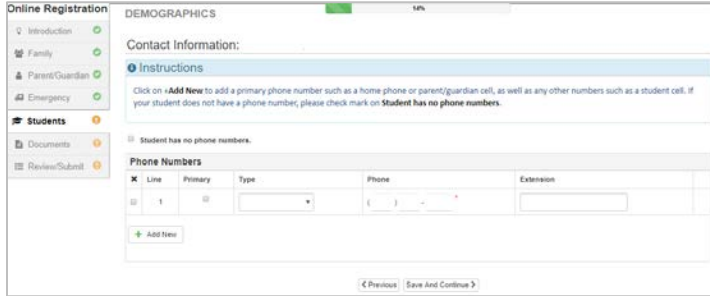 Online Registration
Introduction
Family
Parent/Guardian
Emergency
Students
Documents
Review/Submit
DEMOGRAPHICS
14%
Contact Information:
Instructions
Click on +Add New to add a primary phone number such as a home phone or parent/guardian cell, as well as any other numbers such as a student cell. If
your student does not have a phone number, please check mark on Student has no phone numbers.
Student has no phone numbers.
Phone Numbers
✖ Line Primary Type Phone Extension
1 ( ) - *
+ Add New
Previous Save And Continue